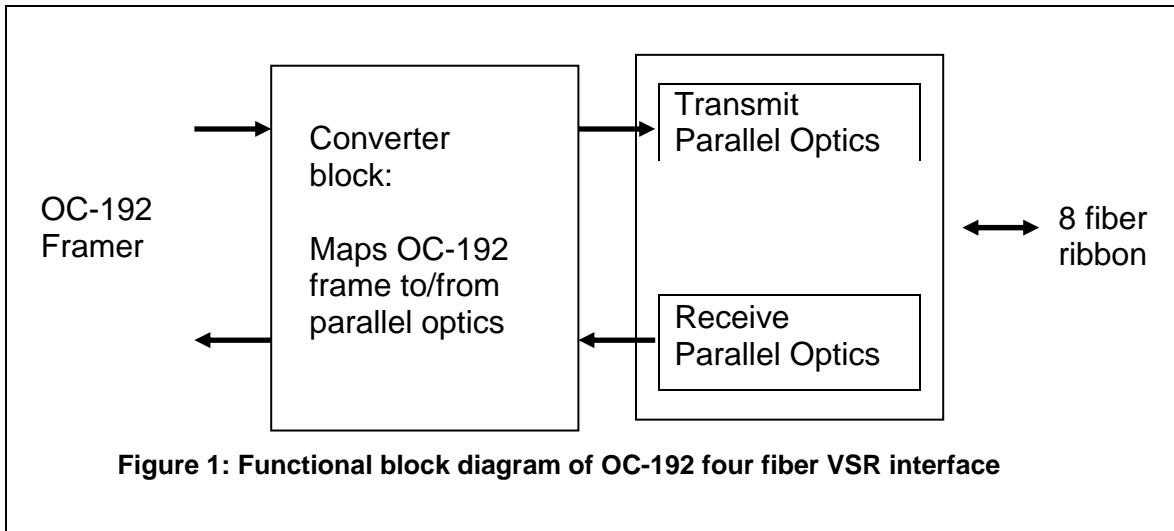 OC-192
Framer
Converter
block:
Maps OC-192
frame to/from
parallel optics
Transmit
Parallel Optics
Receive
Parallel Optics
8 fiber
ribbon
Figure 1: Functional block diagram of OC-192 four fiber VSR interface